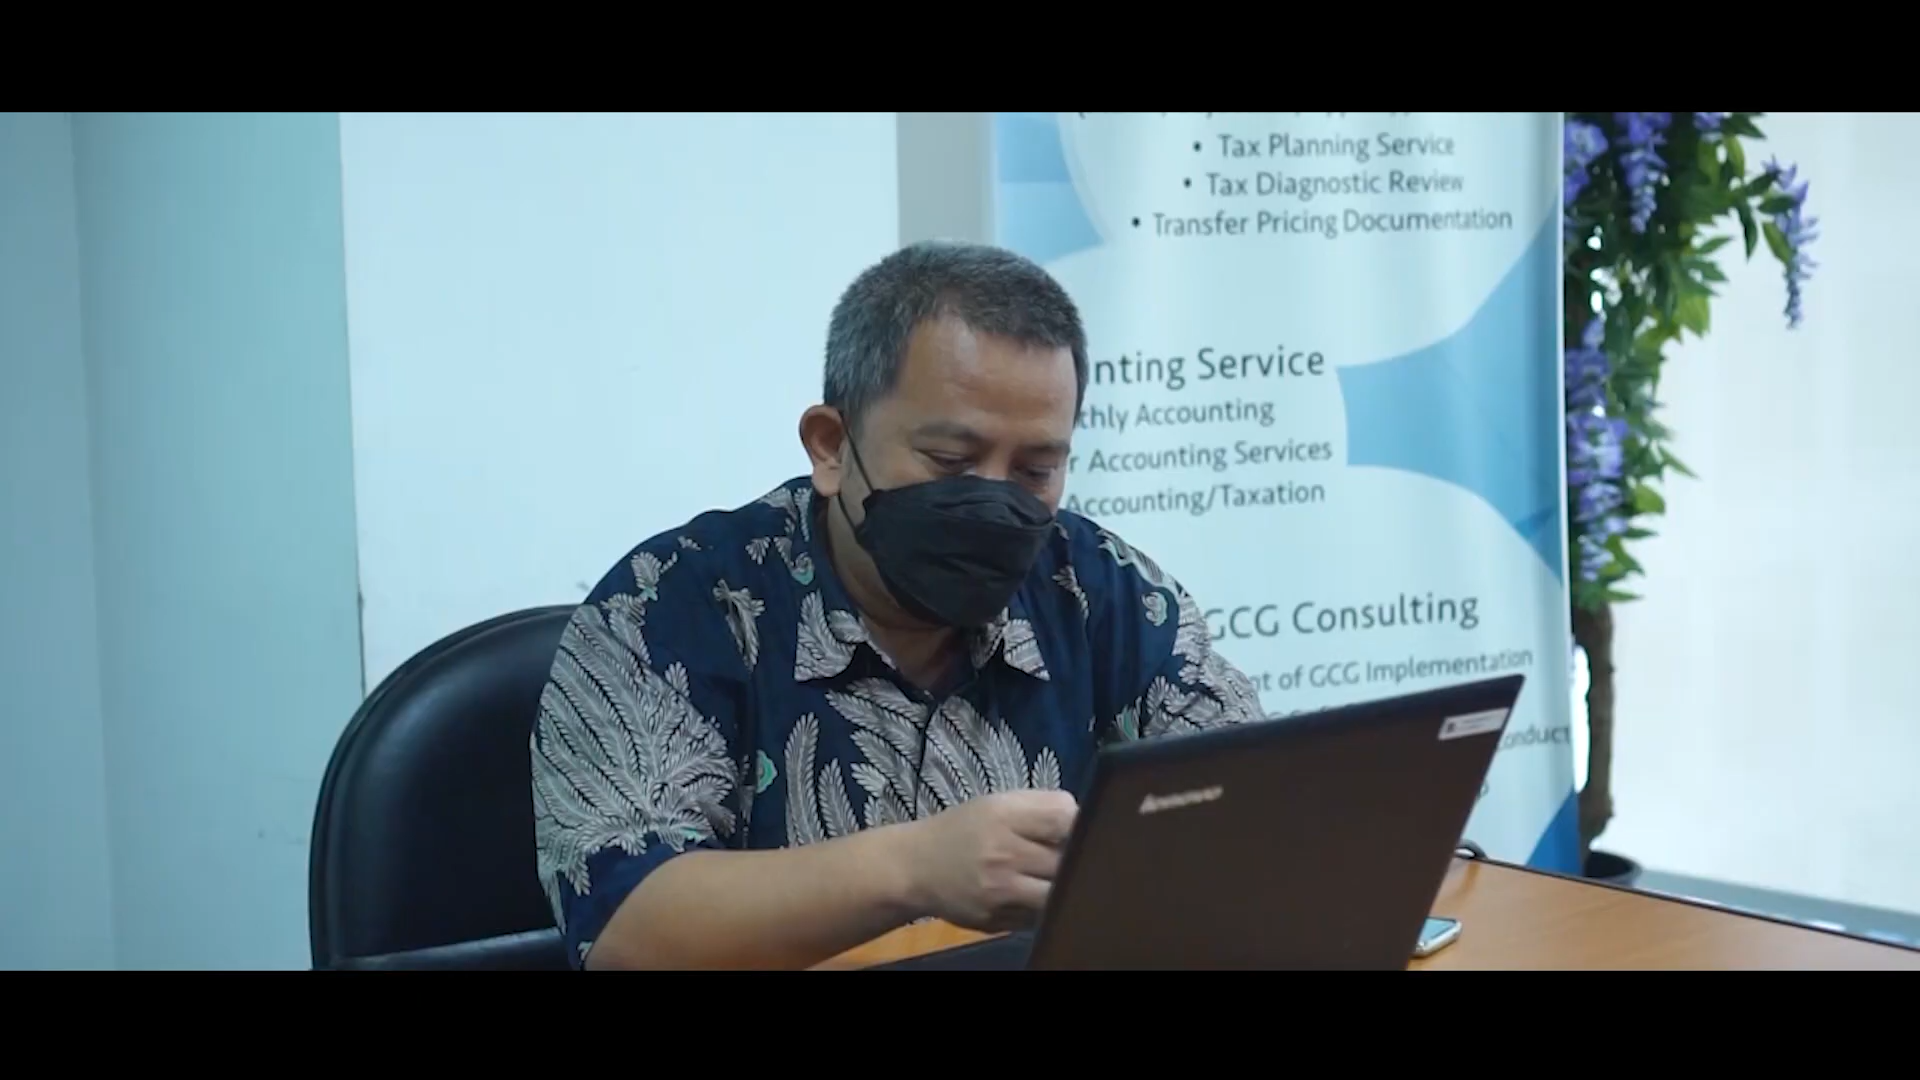 • Tax Planning Service
• Tax Diagnostic Review
• Transfer Pricing Documentation
nting Service
thly Accounting
r Accounting Services
Accounting/Taxation
GCG Consulting
nt of GCG Implementation
onduct
lenovo